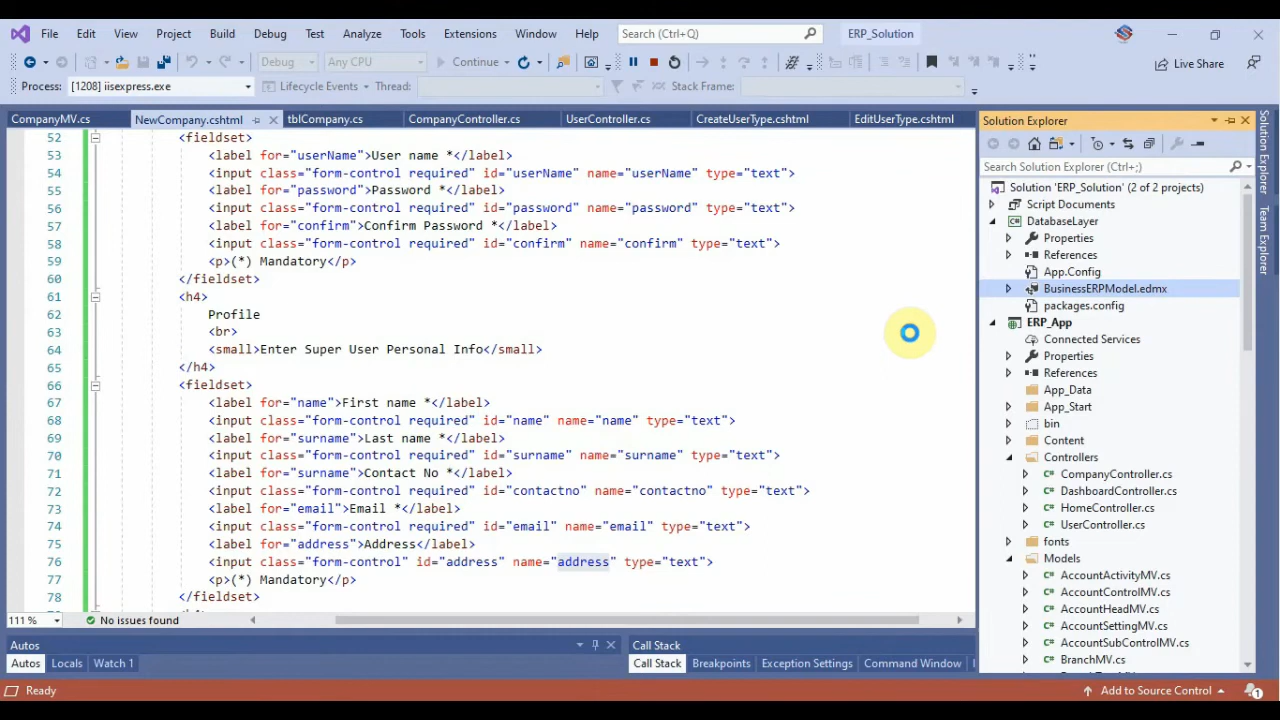 File Edit View Project Build Debug Test Analyze Tools Extensions Window Help Search (Ctrl+Q) ERP_Solution
Debug Any CPU Continue Live Share
Process: [1208] iisexpress.exe Lifecycle Events Thread: Stack Frame:
CompanyMV.cs NewCompany.cshtml tblCompany.cs CompanyController.cs UserController.cs CreateUserType.cshtml EditUserType.cshtml
52 <fieldset>
53 <label for="userName">User name *</label>
54 <input class="form-control required" id="userName" name="userName" type="text">
55 <label for="password">Password *</label>
56 <input class="form-control required" id="password" name="password" type="text">
57 <label for="confirm">Confirm Password *</label>
58 <input class="form-control required" id="confirm" name="confirm" type="text">
59 <p>(*) Mandatory</p>
60 </fieldset>
61 <h4>
62 Profile
63 <br>
64 <small>Enter Super User Personal Info</small>
65 </h4>
66 <fieldset>
67 <label for="name">First name *</label>
68 <input class="form-control required" id="name" name="name" type="text">
69 <label for="surname">Last name *</label>
70 <input class="form-control required" id="surname" name="surname" type="text">
71 <label for="surname">Contact No *</label>
72 <input class="form-control required" id="contactno" name="contactno" type="text">
73 <label for="email">Email *</label>
74 <input class="form-control required" id="email" name="email" type="text">
75 <label for="address">Address</label>
76 <input class="form-control" id="address" name="address" type="text">
77 <p>(*) Mandatory</p>
78 </fieldset>
111 % No issues found
Autos
Autos Locals Watch 1
Call Stack
Call Stack Breakpoints Exception Settings Command Window
Solution Explorer
Search Solution Explorer (Ctrl+;)
Solution 'ERP_Solution' (2 of 2 projects)
Script Documents
DatabaseLayer
Properties
References
App.Config
BusinessERPModel.edmx
packages.config
ERP_App
Connected Services
Properties
References
App_Data
App_Start
bin
Content
Controllers
C# CompanyController.cs
C# DashboardController.cs
C# HomeController.cs
C# UserController.cs
fonts
Models
C# AccountActivityMV.cs
C# AccountControlMV.cs
C# AccountHeadMV.cs
C# AccountSettingMV.cs
C# AccountSubControlMV.cs
C# BranchMV.cs
Solution Explorer
Team Explorer
Ready Add to Source Control 1